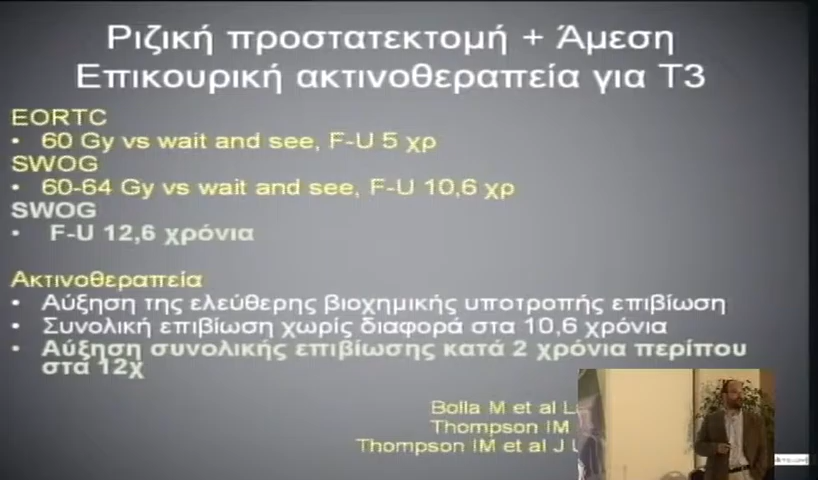 Ριζική προστατεκτομή + Άμεση
Επικουρική ακτινοθεραπεία για Τ3
EORTC
• 60 Gy vs wait and see, F-U 5 χρ
SWOG
• 60-64 Gy vs wait and see, F-U 10,6 χρ
SWOG
• F-U 12,6 χρόνια
Ακτινοθεραπεία
• Αύξηση της ελεύθερης βιοχημικής υποτροπής επιβίωση
• Συνολική επιβίωση χωρίς διαφορά στα 10,6 χρόνια
• Αύξηση συνολικής επιβίωσης κατά 2 χρόνια περίπου
στα 12χ
Bolla M et al
Thompson IM
Thompson IM et al J